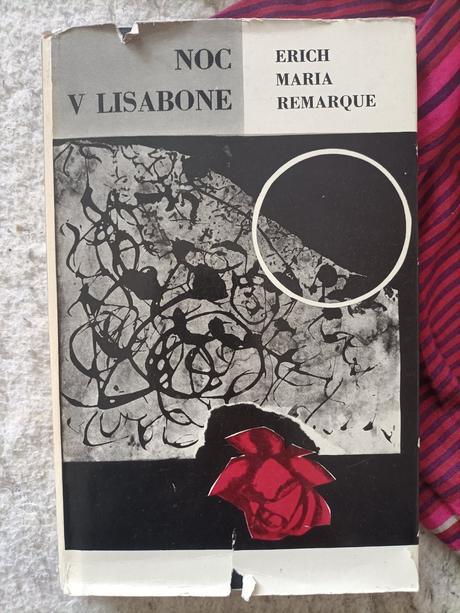 NOC
V LISABONE
ERICH
MARIA
REMARQUE